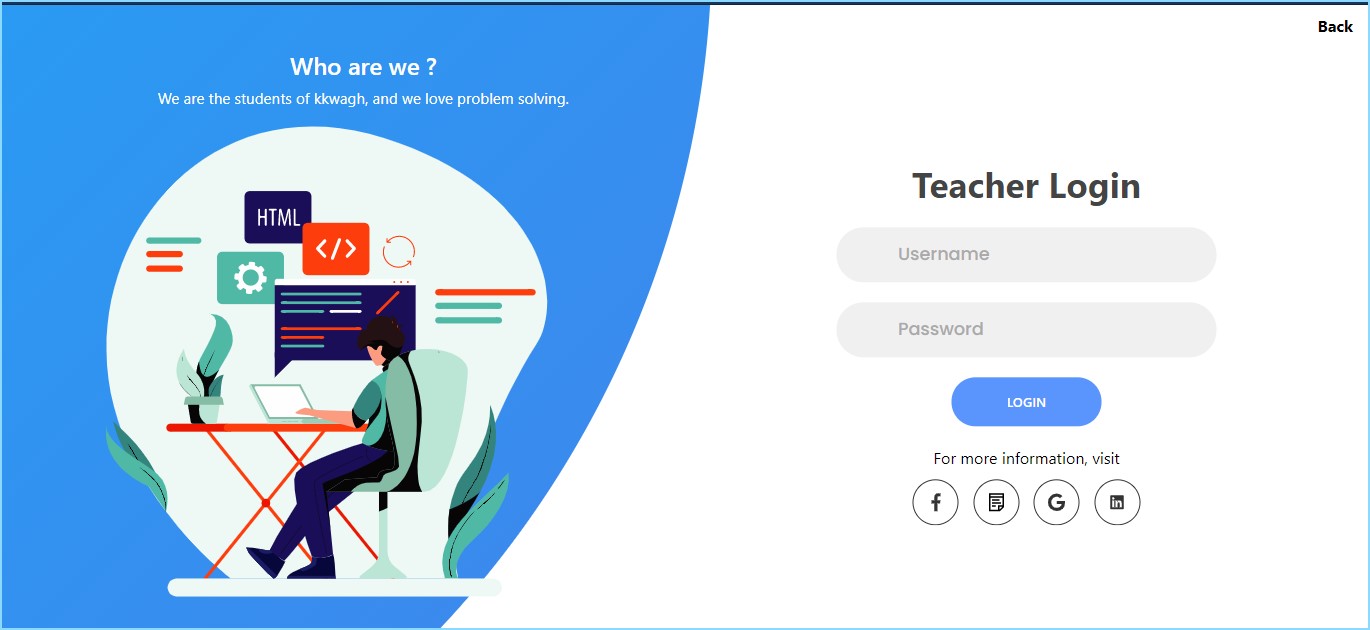 Back
Who are we ?
We are the students of kkwagh, and we love problem solving.
HTML
</>
Teacher Login
Username
Password
LOGIN
For more information, visit